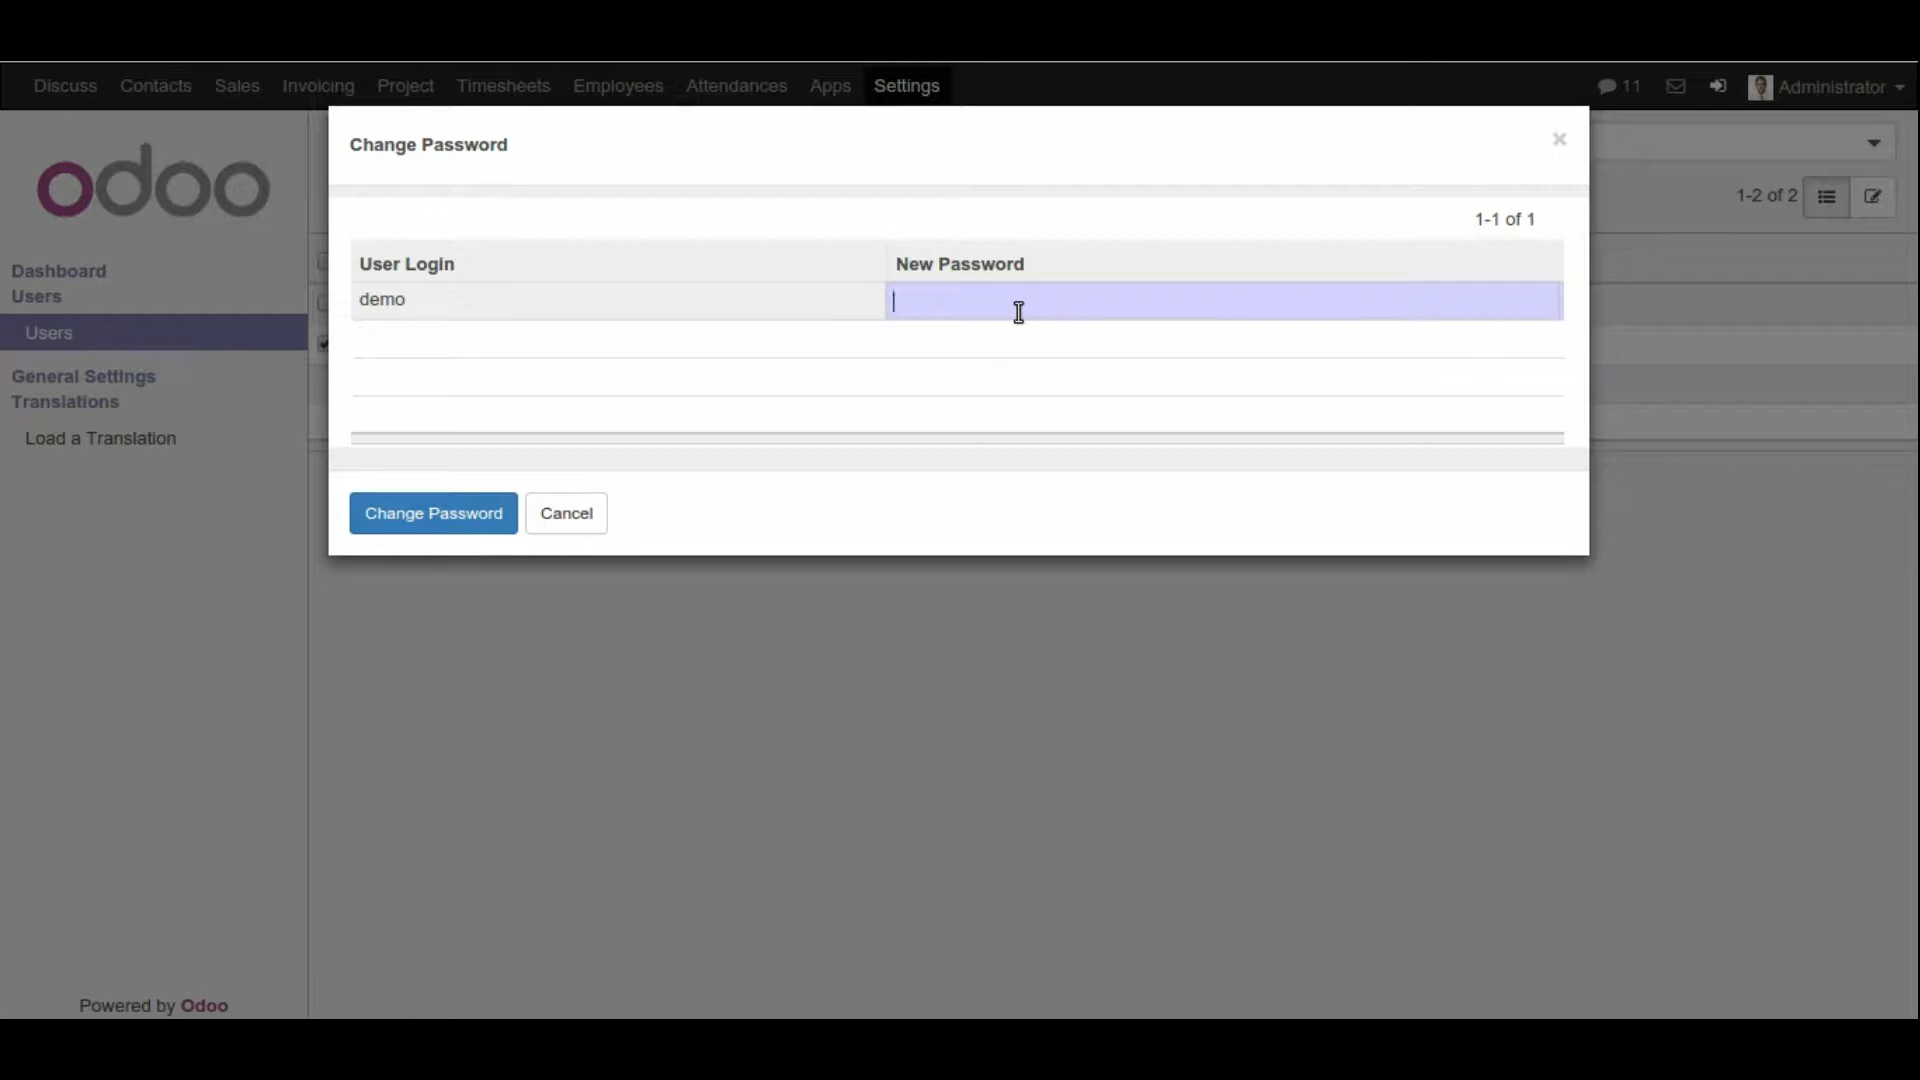 Discuss Contacts Sales Invoicing Project Timesheets Employees Attendances Apps Settings 11 Administrator
Change Password ×
odoo
1-2 of 2
1-1 of 1
User Login New Password
demo
Dashboard
Users
Users
General Settings
Translations
Load a Translation
Change Password Cancel
Powered by Odoo